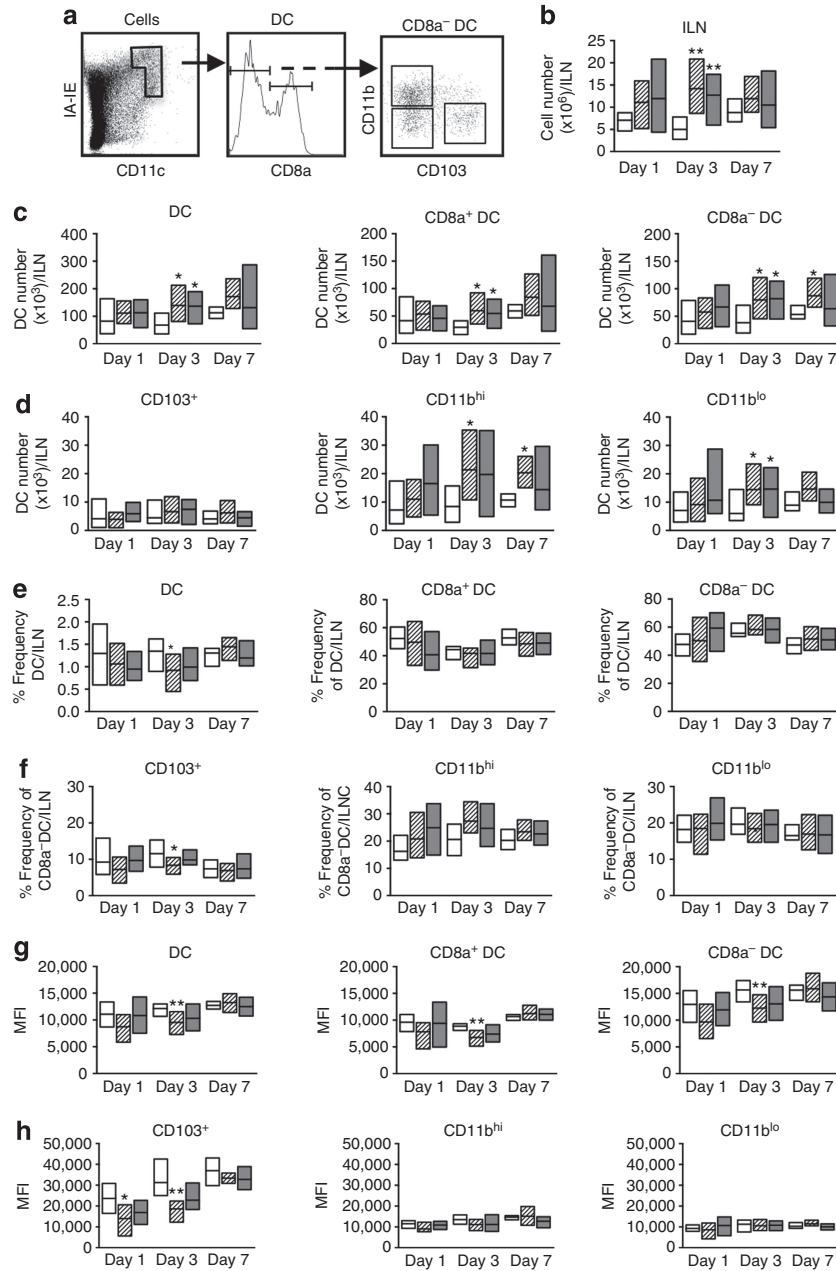 a
Cells
DC
CD8a– DC
IA-IE
CD11c
CD8a
CD11b
CD103
b
ILN
Cell number
(x10⁶)/ILN
25
20
15
10
5
0
** **
Day 1 Day 3 Day 7
c
DC
DC number
(x10³)/ILN
400
300
200
100
0
* *
Day 1 Day 3 Day 7
CD8a+ DC
DC number
(x10³)/ILN
200
150
100
50
0
* *
Day 1 Day 3 Day 7
CD8a– DC
DC number
(x10³)/ILN
200
150
100
50
0
* * *
Day 1 Day 3 Day 7
d
CD103+
DC number
(x10³)/ILN
40
30
20
10
0
Day 1 Day 3 Day 7
CD11bhi
DC number
(x10³)/ILN
40
30
20
10
0
* *
Day 1 Day 3 Day 7
CD11blo
DC number
(x10³)/ILN
40
30
20
10
0
* *
Day 1 Day 3 Day 7
e
DC
% Frequency
DC/ILN
2.5
2.0
1.5
1.0
0.5
0.0
*
Day 1 Day 3 Day 7
CD8a+ DC
% Frequency
of DC/ILN
80
60
40
20
0
Day 1 Day 3 Day 7
CD8a– DC
% Frequency
of DC/ILN
80
60
40
20
0
Day 1 Day 3 Day 7
f
CD103+
% Frequency of
CD8a–DC/ILN
30
20
10
0
*
Day 1 Day 3 Day 7
CD11bhi
% Frequency of
CD8a–DC/ILNC
40
30
20
10
0
Day 1 Day 3 Day 7
CD11blo
% Frequency of
CD8a–DC/ILN
30
20
10
0
Day 1 Day 3 Day 7
g
DC
MFI
20,000
15,000
10,000
5,000
0
**
Day 1 Day 3 Day 7
CD8a+ DC
MFI
20,000
15,000
10,000
5,000
0
**
Day 1 Day 3 Day 7
CD8a– DC
MFI
20,000
15,000
10,000
5,000
0
**
Day 1 Day 3 Day 7
h
CD103+
MFI
50,000
40,000
30,000
20,000
10,000
0
* **
Day 1 Day 3 Day 7
CD11bhi
MFI
50,000
40,000
30,000
20,000
10,000
0
Day 1 Day 3 Day 7
CD11blo
MFI
50,000
40,000
30,000
20,000
10,000
0
Day 1 Day 3 Day 7